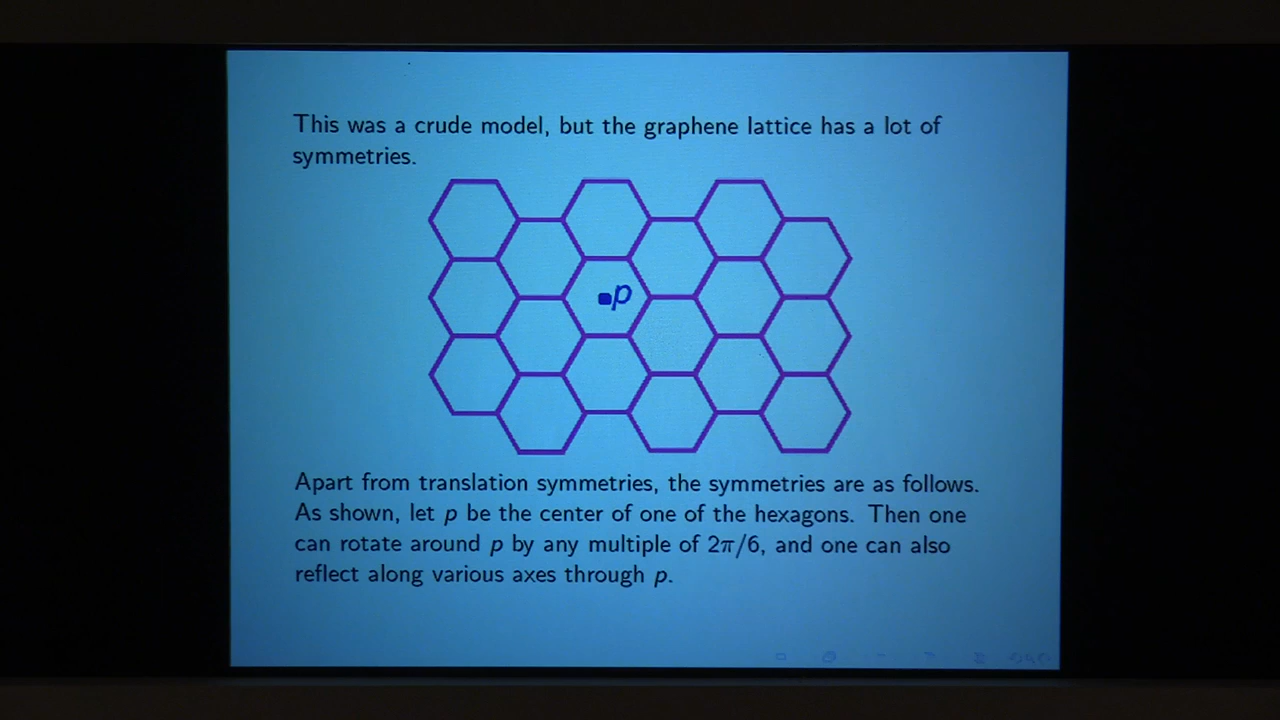 This was a crude model, but the graphene lattice has a lot of
symmetries.
p
Apart from translation symmetries, the symmetries are as follows.
As shown, let p be the center of one of the hexagons. Then one
can rotate around p by any multiple of 2π/6, and one can also
reflect along various axes through p.